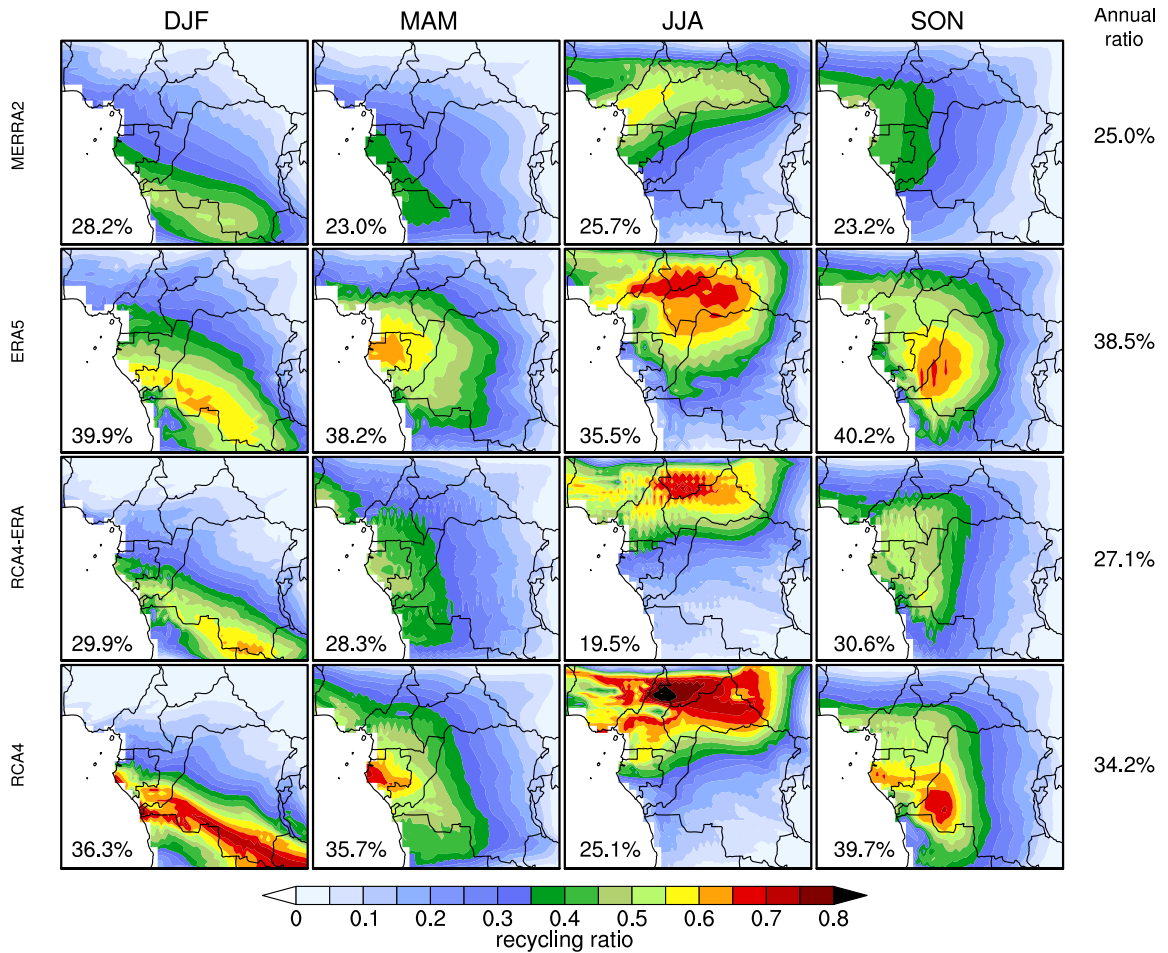 DJF MAM JJA SON Annual
ratio
MERRA2
28.2% 23.0% 25.7% 23.2% 25.0%
ERA5
39.9% 38.2% 35.5% 40.2% 38.5%
RCA4-ERA
29.9% 28.3% 19.5% 30.6% 27.1%
RCA4
36.3% 35.7% 25.1% 39.7% 34.2%
0 0.1 0.2 0.3 0.4 0.5 0.6 0.7 0.8
recycling ratio